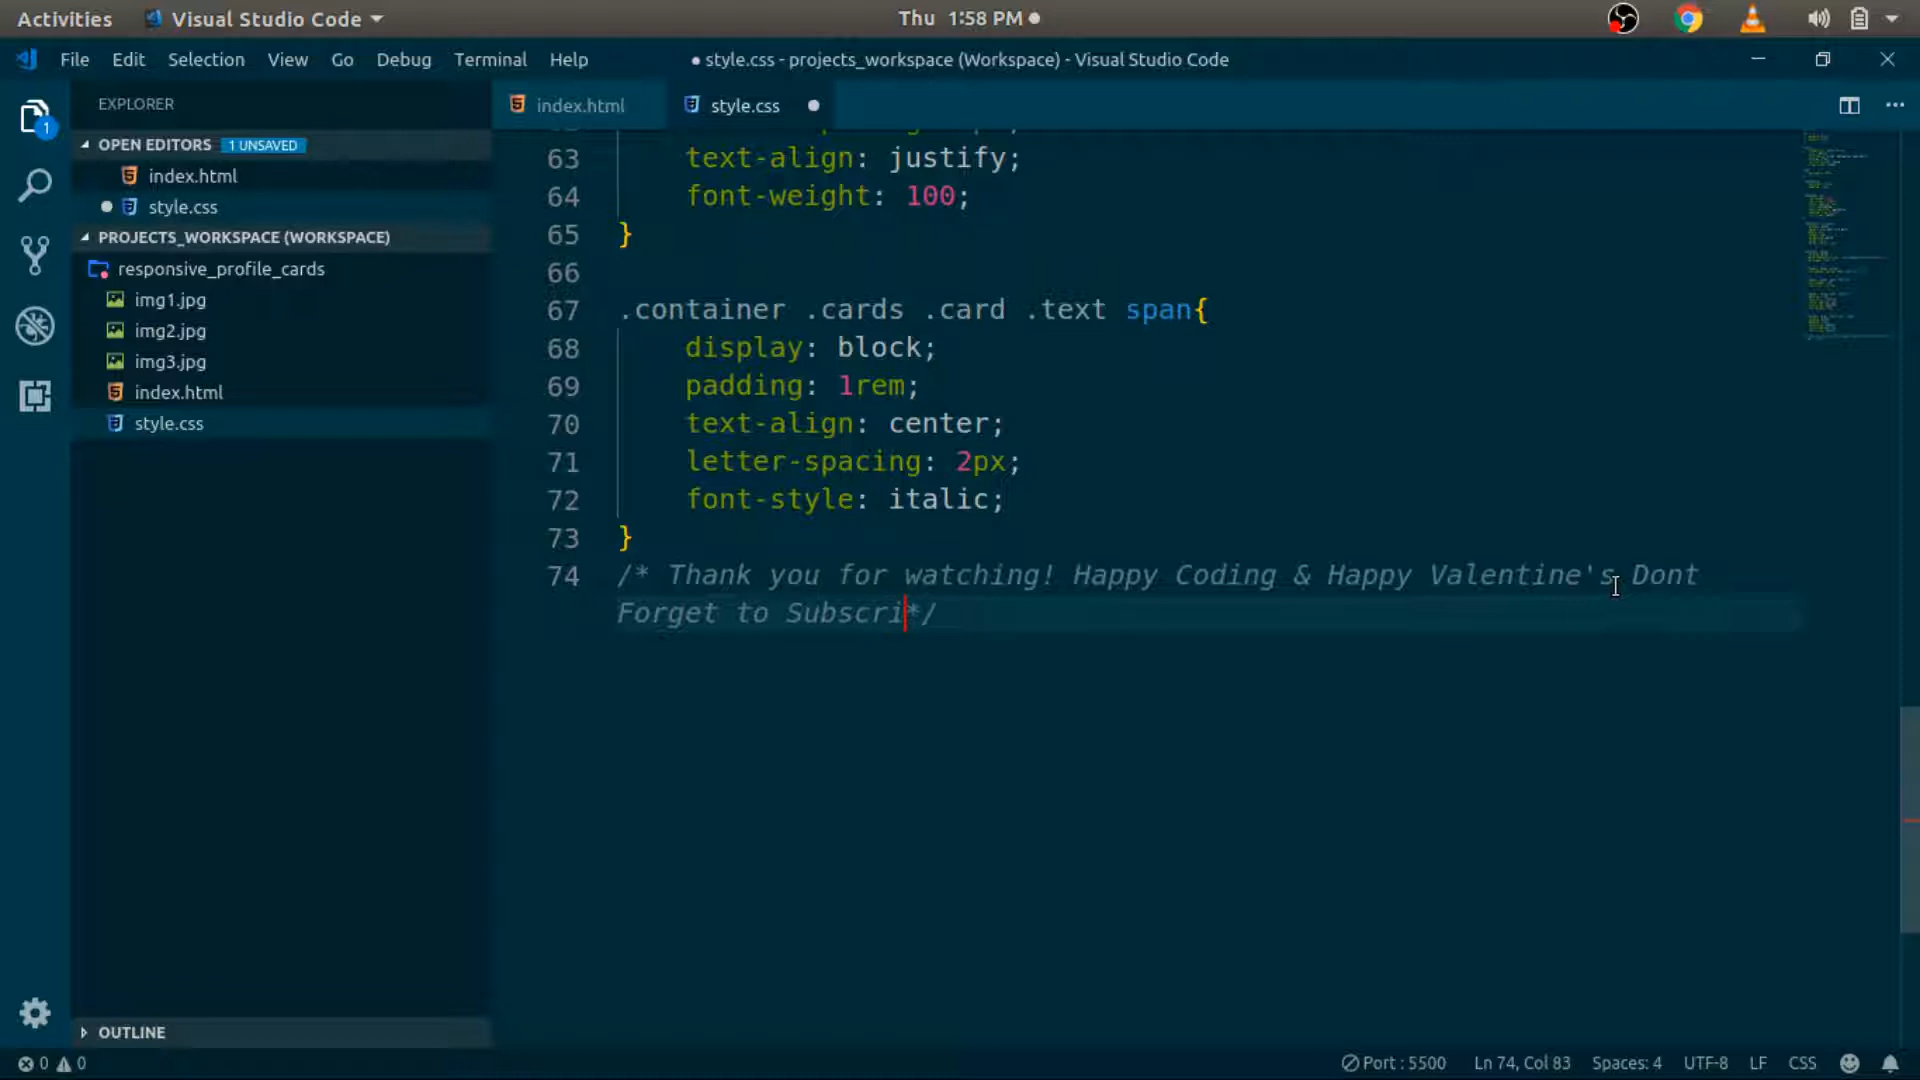 Activities Visual Studio Code Thu 1:58 PM
File Edit Selection View Go Debug Terminal Help ● style.css - projects_workspace (Workspace) - Visual Studio Code
EXPLORER
OPEN EDITORS 1 UNSAVED
index.html
style.css
PROJECTS_WORKSPACE (WORKSPACE)
responsive_profile_cards
img1.jpg
img2.jpg
img3.jpg
index.html
style.css
OUTLINE
1
index.html style.css
63 text-align: justify;
64 font-weight: 100;
65 }
66
67 .container .cards .card .text span{
68 display: block;
69 padding: 1rem;
70 text-align: center;
71 letter-spacing: 2px;
72 font-style: italic;
73 }
74 /* Thank you for watching! Happy Coding & Happy Valentine's Dont
Forget to Subscri*/
0 0 Port : 5500 Ln 74, Col 83 Spaces: 4 UTF-8 LF CSS